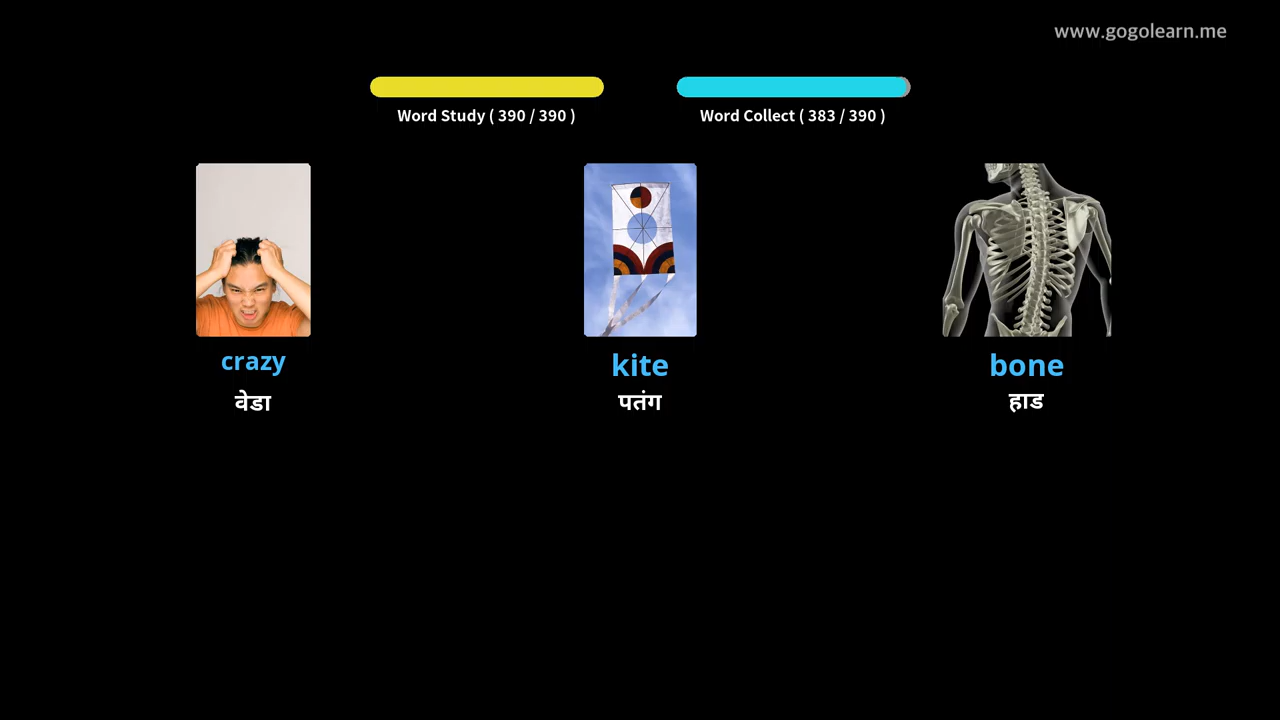 www.gogolearn.me
Word Study ( 390 / 390 )
Word Collect ( 383 / 390 )
crazy
kite
bone
वेडा
पतंग
हाड